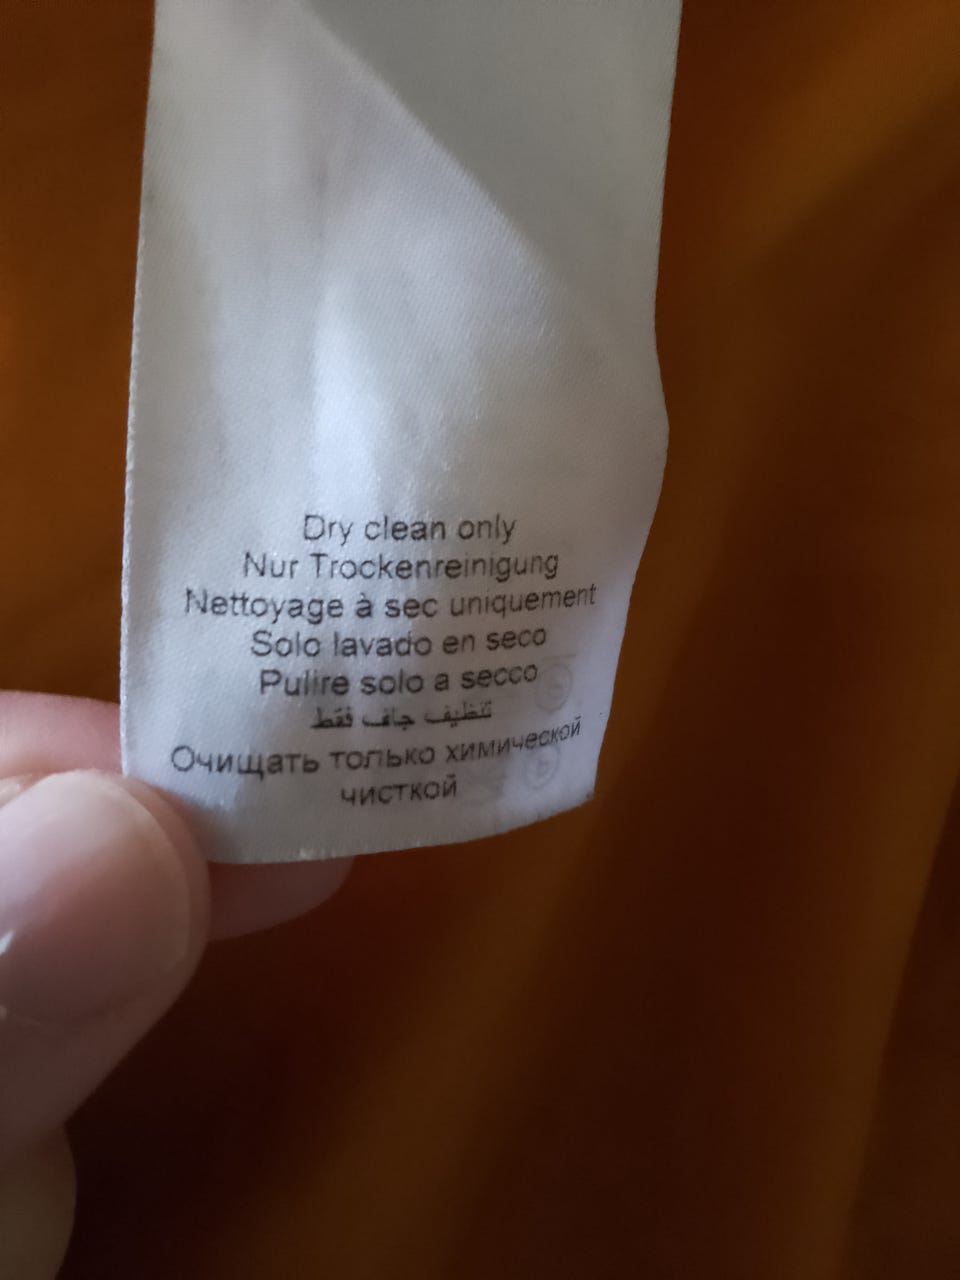 Dry clean only
Nur Trockenreinigung
Nettoyage à sec uniquement
Solo lavado en seco
Pulire solo a secco
تنظيف جاف فقط
Очищать только химической
чисткой